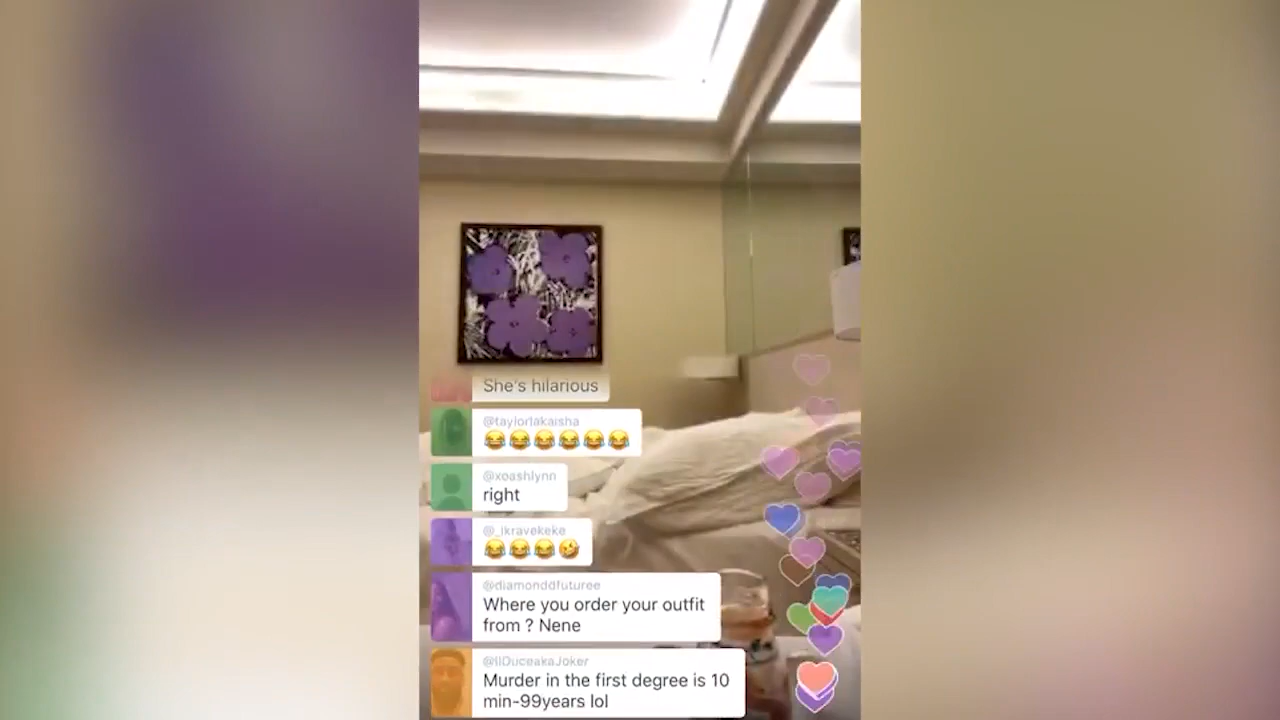 She's hilarious
@taylorlakaisha
😂😂😂😂😂😂
@xoashlynn
right
@_ikravekeke
😂😂😂🤣
@diamonddfuturee
Where you order your outfit
from ? Nene
@IlDuceakaJoker
Murder in the first degree is 10
min-99years lol